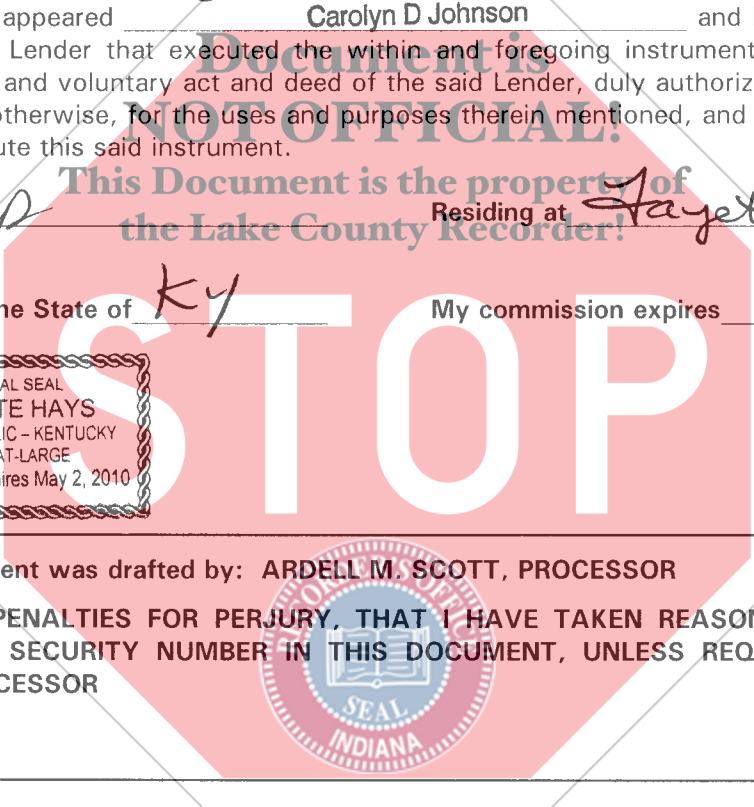 appeared Carolyn D Johnson and
Document is
Lender that executed the within and foregoing instrument
and voluntary act and deed of the said Lender, duly authoriz
otherwise, for the uses and purposes therein mentioned, and
NOT OFFICIAL!
ute this said instrument.
This Document is the property of
Residing at Fayet
the Lake County Recorder!
he State of Ky My commission expires
STOP
AL SEAL
TE HAYS
IC – KENTUCKY
AT-LARGE
ires May 2, 2010
ent was drafted by: ARDELL M. SCOTT, PROCESSOR
PENALTIES FOR PERJURY, THAT I HAVE TAKEN REASON
SECURITY NUMBER IN THIS DOCUMENT, UNLESS REQ
CESSOR
RECORDER'S OFFICE
SEAL
INDIANA